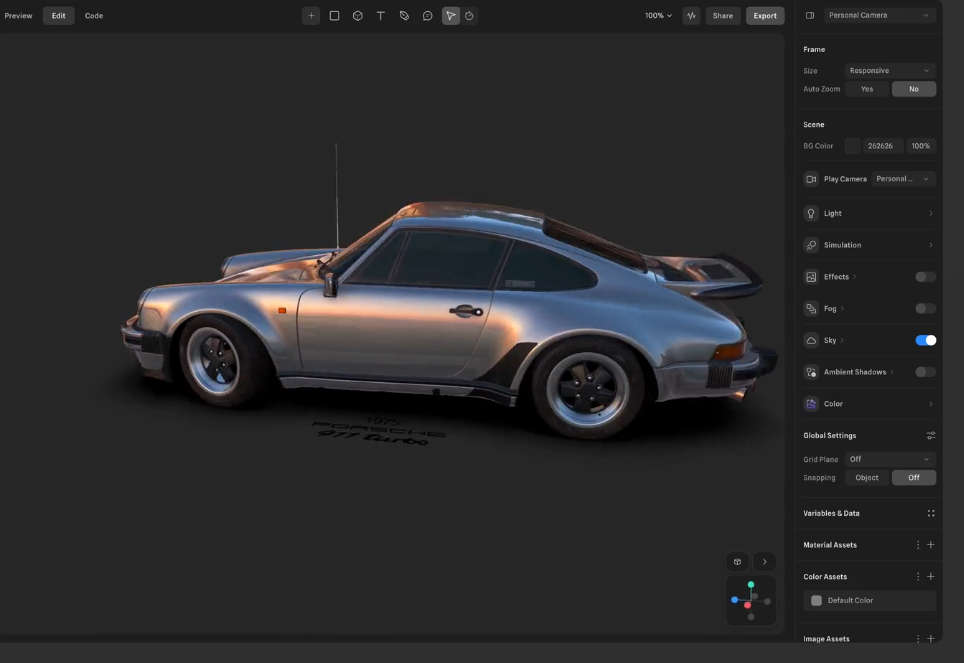 Preview
Edit
Code
100%
Share
Export
Personal Camera
Frame
Size
Responsive
Auto Zoom
Yes
No
Scene
BG Color
262626
100%
Play Camera
Personal ...
Light
Simulation
Effects
Fog
Sky
Ambient Shadows
Color
Global Settings
Grid Plane
Off
Snapping
Object
Off
Variables & Data
Material Assets
Color Assets
Default Color
Image Assets
1975
PORSCHE
911 turbo